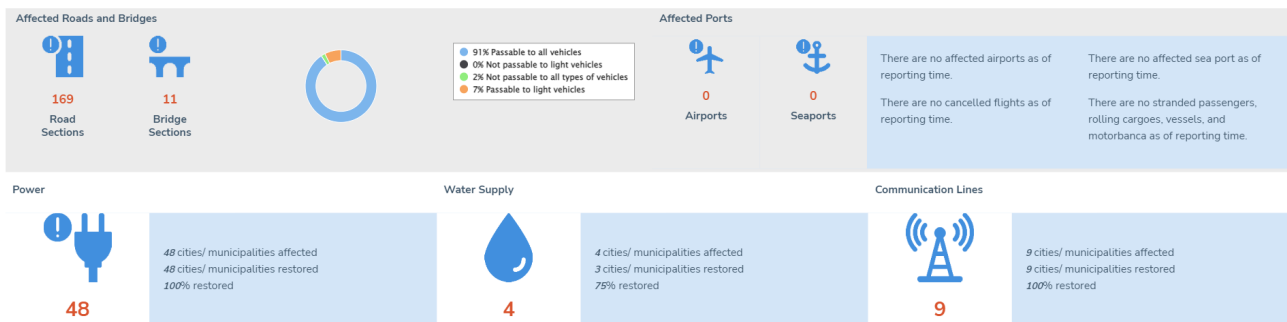 Affected Roads and Bridges
169
Road
Sections
11
Bridge
Sections
91% Passable to all vehicles
0% Not passable to light vehicles
2% Not passable to all types of vehicles
7% Passable to light vehicles
Affected Ports
0
Airports
0
Seaports
There are no affected airports as of
reporting time.
There are no cancelled flights as of
reporting time.
There are no affected sea port as of
reporting time.
There are no stranded passengers,
rolling cargoes, vessels, and
motorbanca as of reporting time.
Power
48
48 cities/ municipalities affected
48 cities/ municipalities restored
100% restored
Water Supply
4
4 cities/ municipalities affected
3 cities/ municipalities restored
75% restored
Communication Lines
9
9 cities/ municipalities affected
9 cities/ municipalities restored
100% restored